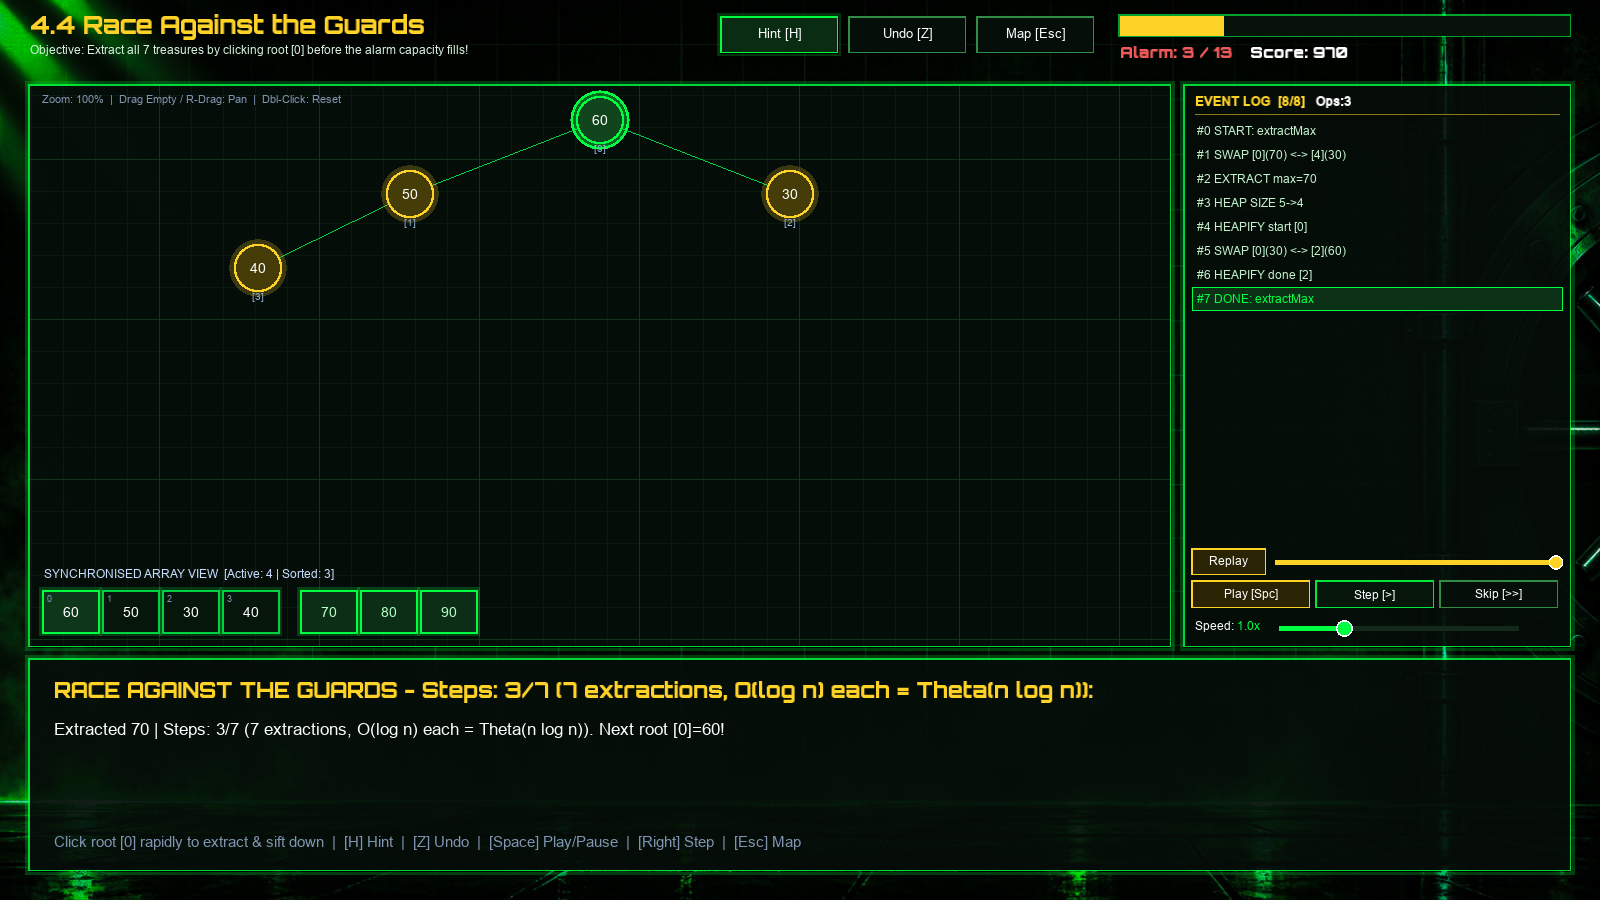 4.4 Race Against the Guards
Objective: Extract all 7 treasures by clicking root [0] before the alarm capacity fills!
Hint [H]
Undo [Z]
Map [Esc]
Alarm: 3 / 13
Score: 970
Zoom: 100% | Drag Empty / R-Drag: Pan | Dbl-Click: Reset
60
[0]
50
[1]
30
[2]
40
[3]
SYNCHRONISED ARRAY VIEW [Active: 4 | Sorted: 3]
0 60
1 50
2 30
3 40
70
80
90
EVENT LOG [8/8] Ops:3
#0 START: extractMax
#1 SWAP [0](70) <-> [4](30)
#2 EXTRACT max=70
#3 HEAP SIZE 5->4
#4 HEAPIFY start [0]
#5 SWAP [0](30) <-> [2](60)
#6 HEAPIFY done [2]
#7 DONE: extractMax
Replay
Play [Spc]
Step [>]
Skip [>>]
Speed: 1.0x
RACE AGAINST THE GUARDS - Steps: 3/7 (7 extractions, O(log n) each = Theta(n log n)):
Extracted 70 | Steps: 3/7 (7 extractions, O(log n) each = Theta(n log n)). Next root [0]=60!
Click root [0] rapidly to extract & sift down | [H] Hint | [Z] Undo | [Space] Play/Pause | [Right] Step | [Esc] Map